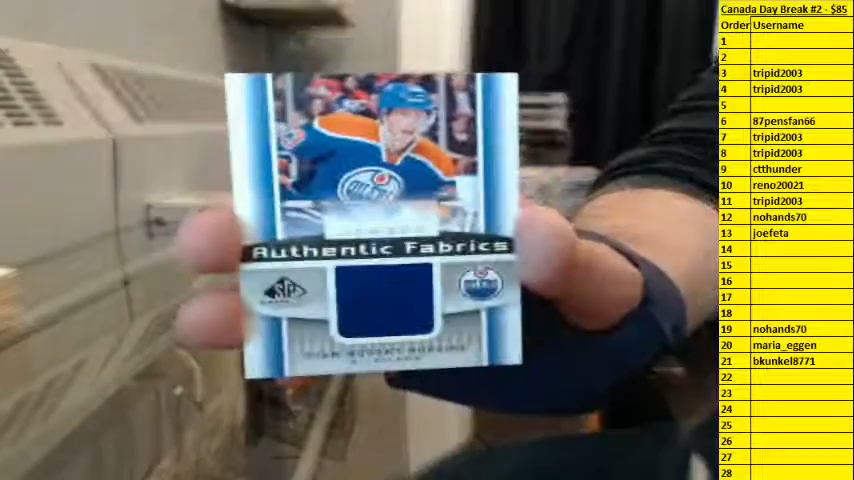 Canada Day Break #2 - $85
Order Username
1
2
3 tripid2003
4 tripid2003
5
6 87pensfan66
7 tripid2003
8 tripid2003
9 ctthunder
10 reno20021
11 tripid2003
12 nohands70
13 joefeta
14
15
16
17
18
19 nohands70
20 maria_eggen
21 bkunkel8771
22
23
24
25
26
27
28
Authentic Fabrics
SP